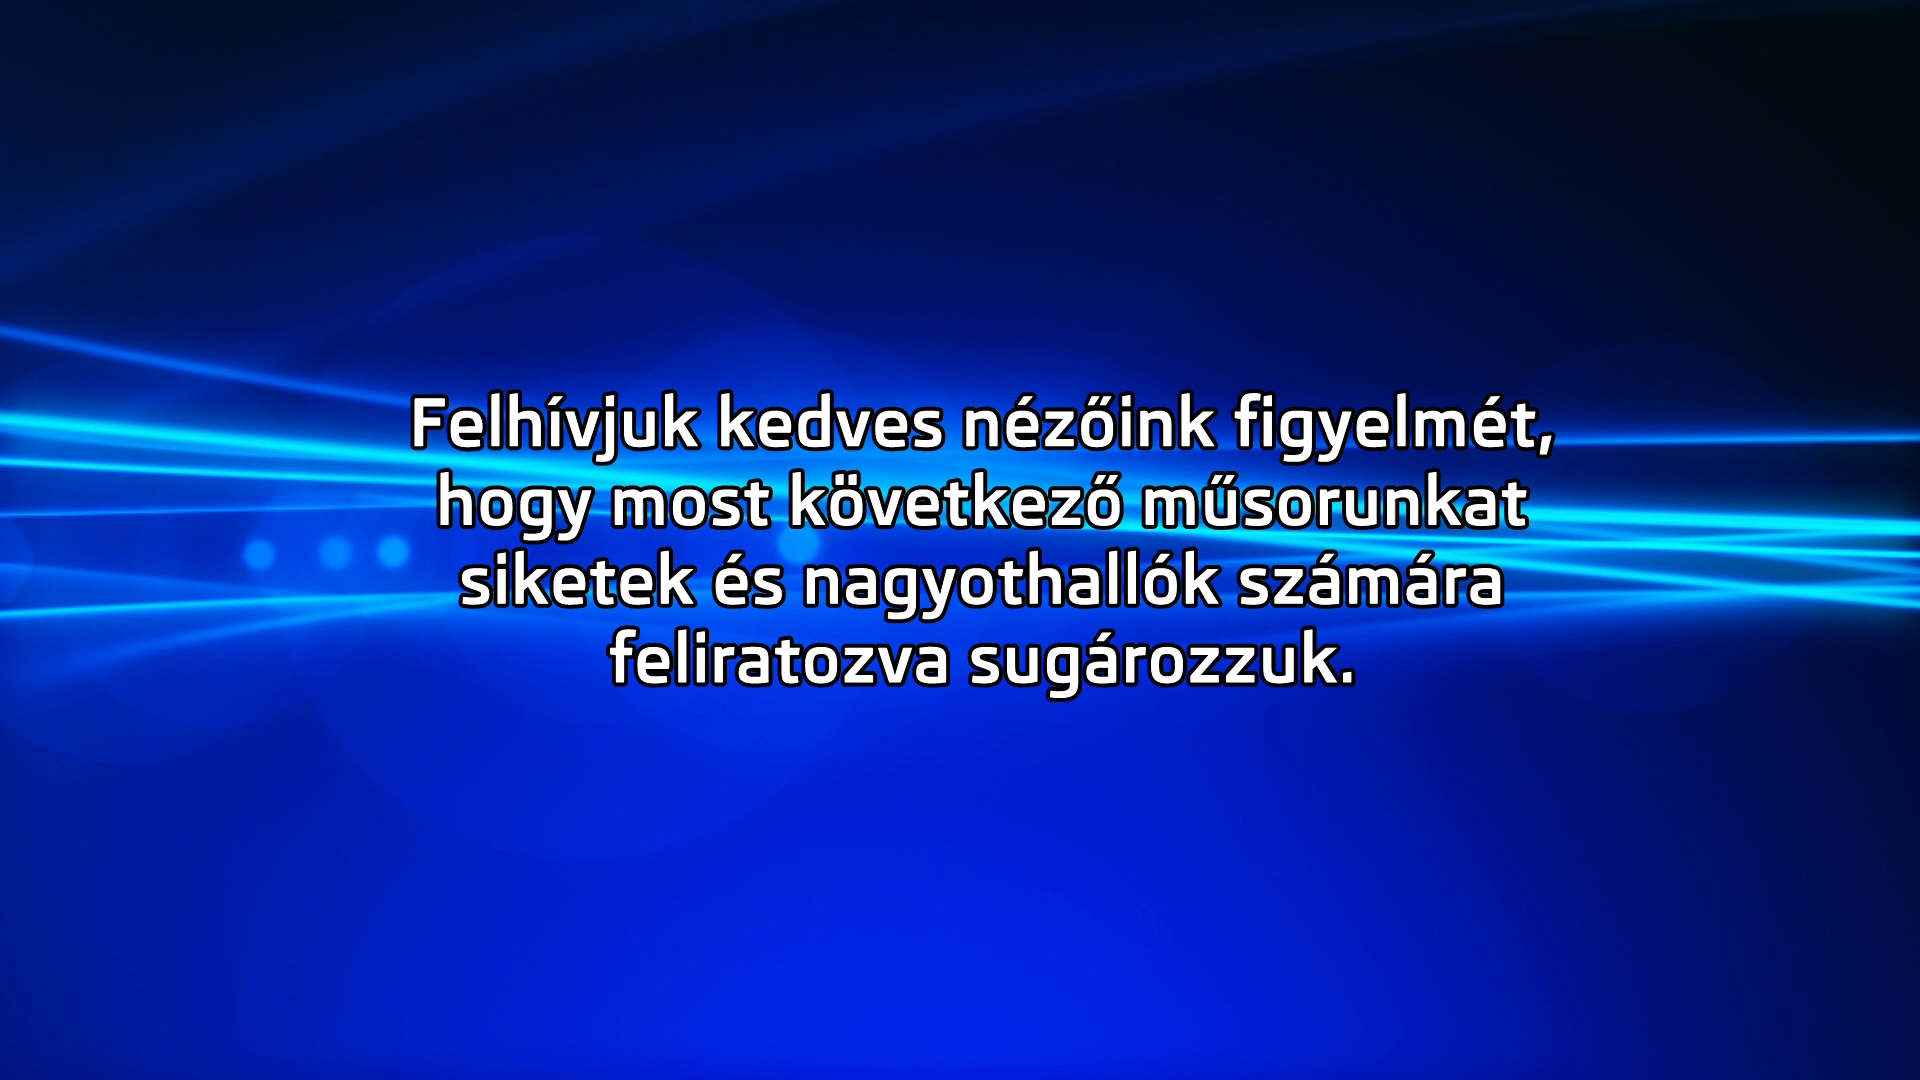 Felhívjuk kedves nézőink figyelmét,
hogy most következő műsorunkat
siketek és nagyothallók számára
feliratozva sugározzuk.